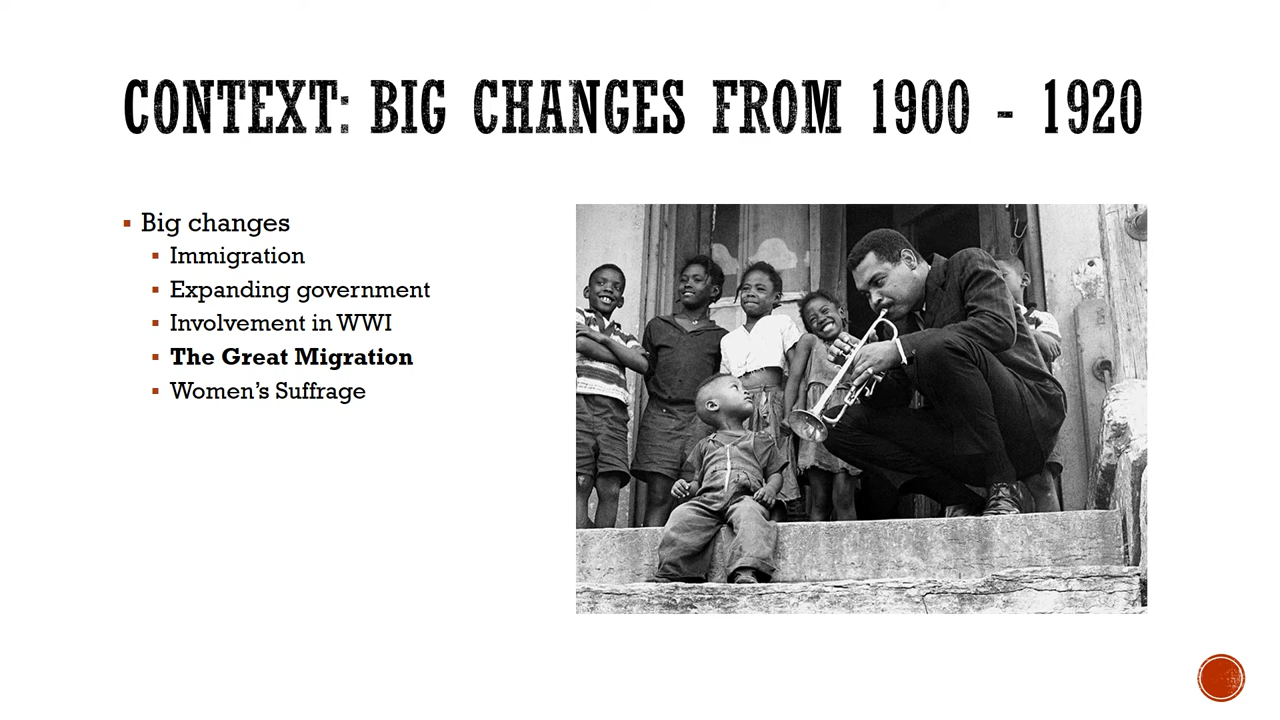 CONTEXT: BIG CHANGES FROM 1900 - 1920
Big changes
Immigration
Expanding government
Involvement in WWI
The Great Migration
Women’s Suffrage